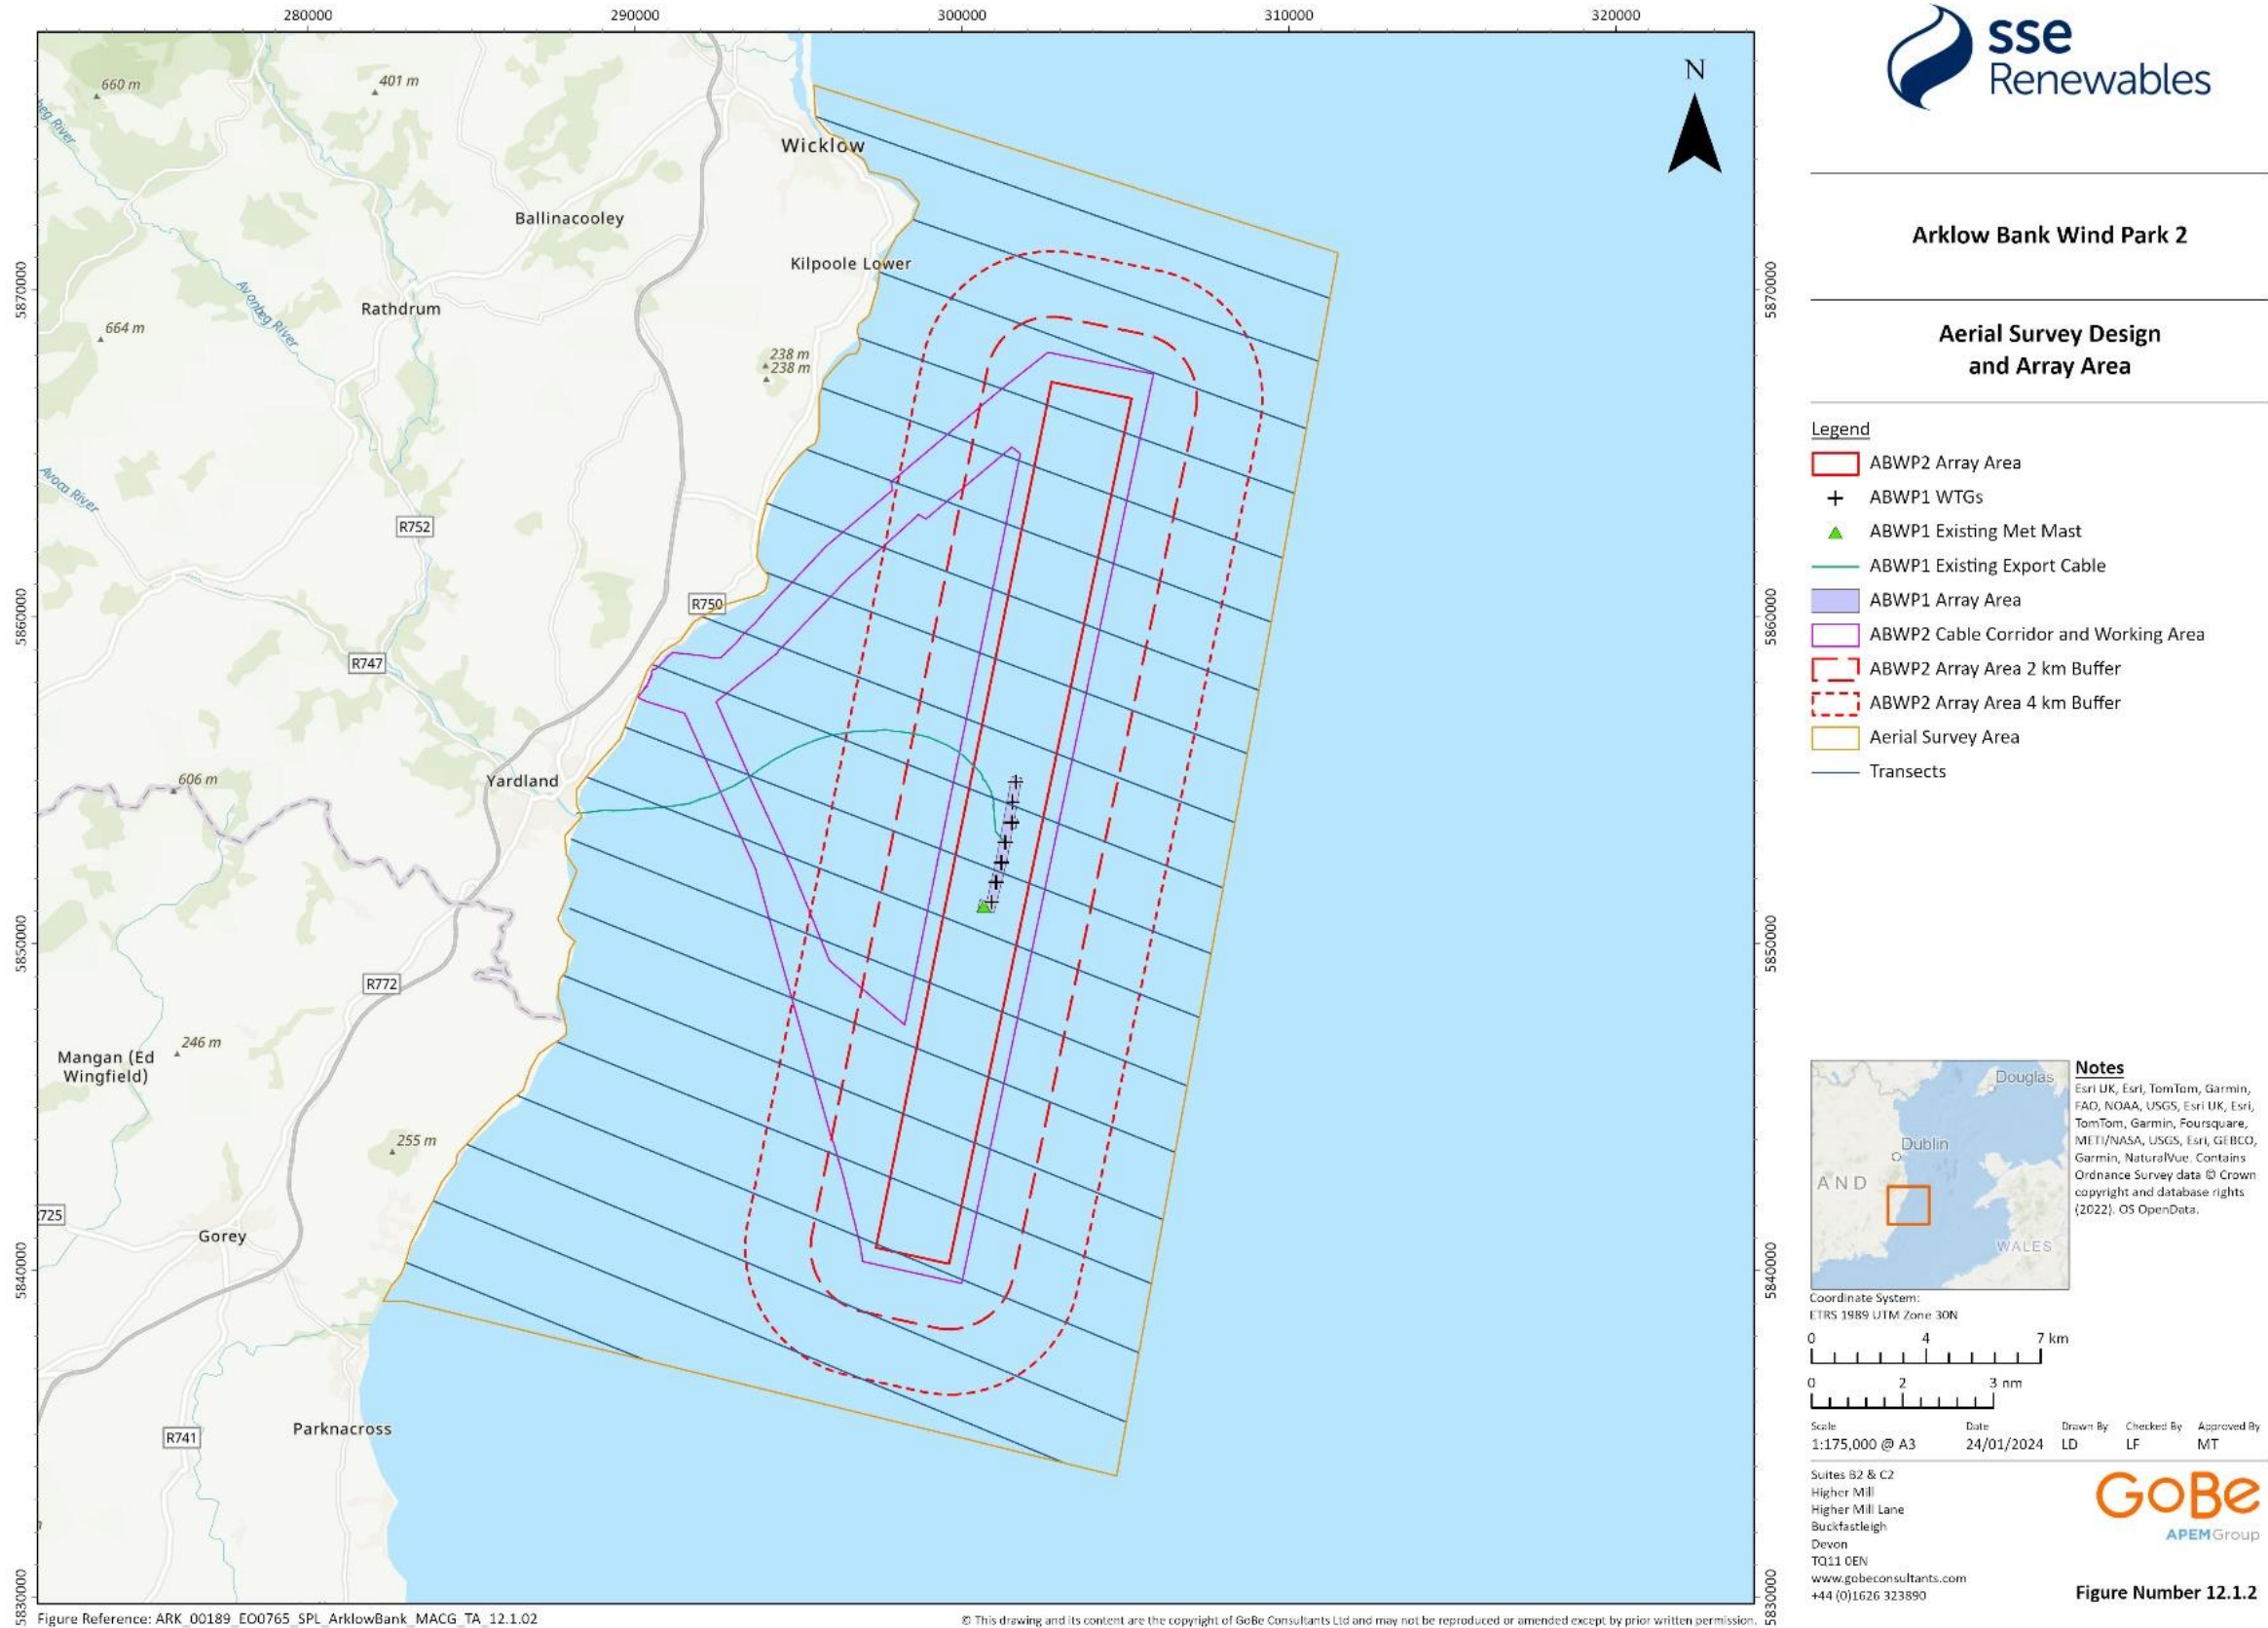 280000
290000
300000
310000
320000
N
660 m
401 m
Wicklow
Ballinacooley
Kilpoole Lower
Rathdrum
Avonbeg River
664 m
238 m
238 m
Avoca River
R752
R750
R747
606 m
Yardland
R772
246 m
Mangan (Ed
Wingfield)
255 m
Gorey
R741
Parknacross
5870000
5860000
5850000
5840000
5830000
5870000
5860000
5850000
5840000
5830000
Figure Reference: ARK_00189_EO0765_SPL_ArklowBank_MACG_TA_12.1.02
© This drawing and its content are the copyright of GoBe Consultants Ltd and may not be reproduced or amended except by prior written permission.
sse
Renewables
Arklow Bank Wind Park 2
Aerial Survey Design
and Array Area
Legend
ABWP2 Array Area
ABWP1 WTGs
ABWP1 Existing Met Mast
ABWP1 Existing Export Cable
ABWP1 Array Area
ABWP2 Cable Corridor and Working Area
ABWP2 Array Area 2 km Buffer
ABWP2 Array Area 4 km Buffer
Aerial Survey Area
Transects
Douglas
Dublin
AND
WALES
Notes
Esri UK, Esri, TomTom, Garmin,
FAO, NOAA, USGS, Esri UK, Esri,
TomTom, Garmin, Foursquare,
METI/NASA, USGS, Esri, GEBCO,
Garmin, NaturalVue. Contains
Ordnance Survey data © Crown
copyright and database rights
(2022). OS OpenData.
Coordinate System:
ETRS 1989 UTM Zone 30N
0 4 7 km
0 2 3 nm
Scale Date Drawn By Checked By Approved By
1:175,000 @ A3 24/01/2024 LD LF MT
Suites B2 & C2
Higher Mill
Higher Mill Lane
Buckfastleigh
Devon
TQ11 0EN
www.gobeconsultants.com
+44 (0)1626 323890
GoBe
APEMGroup
Figure Number 12.1.2